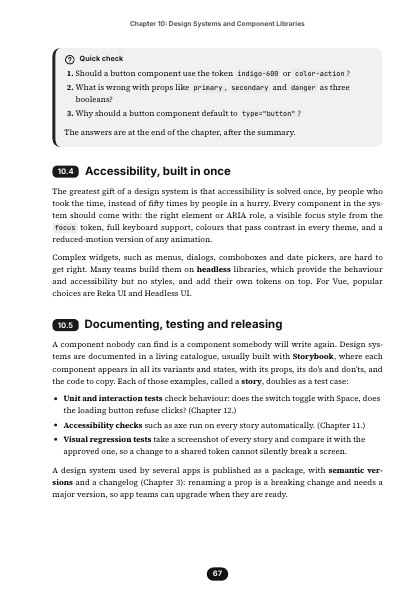 Chapter 10: Design Systems and Component Libraries
Quick check
1. Should a button component use the token indigo-600 or color-action?
2. What is wrong with props like primary, secondary and danger as three
booleans?
3. Why should a button component default to type="button"?
The answers are at the end of the chapter, after the summary.
10.4 Accessibility, built in once
The greatest gift of a design system is that accessibility is solved once, by people who
took the time, instead of fifty times by people in a hurry. Every component in the sys-
tem should come with: the right element or ARIA role, a visible focus style from the
focus token, full keyboard support, colours that pass contrast in every theme, and a
reduced-motion version of any animation.
Complex widgets, such as menus, dialogs, comboboxes and date pickers, are hard to
get right. Many teams build them on headless libraries, which provide the behaviour
and accessibility but no styles, and add their own tokens on top. For Vue, popular
choices are Reka UI and Headless UI.
10.5 Documenting, testing and releasing
A component nobody can find is a component somebody will write again. Design sys-
tems are documented in a living catalogue, usually built with Storybook, where each
component appears in all its variants and states, with its props, its do's and don'ts, and
the code to copy. Each of those examples, called a story, doubles as a test case:
• Unit and interaction tests check behaviour: does the switch toggle with Space, does
the loading button refuse clicks? (Chapter 12.)
• Accessibility checks such as axe run on every story automatically. (Chapter 11.)
• Visual regression tests take a screenshot of every story and compare it with the
approved one, so a change to a shared token cannot silently break a screen.
A design system used by several apps is published as a package, with semantic ver-
sions and a changelog (Chapter 3): renaming a prop is a breaking change and needs a
major version, so app teams can upgrade when they are ready.
67